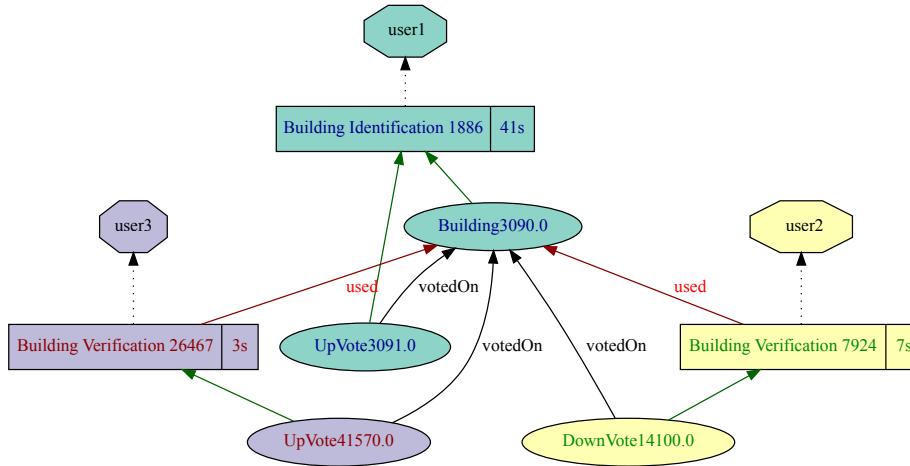 user1
Building Identification 1886 41s
user3
Building3090.0
user2
used
votedOn
used
Building Verification 26467 3s
UpVote3091.0
votedOn
votedOn
Building Verification 7924 7s
UpVote41570.0
DownVote14100.0